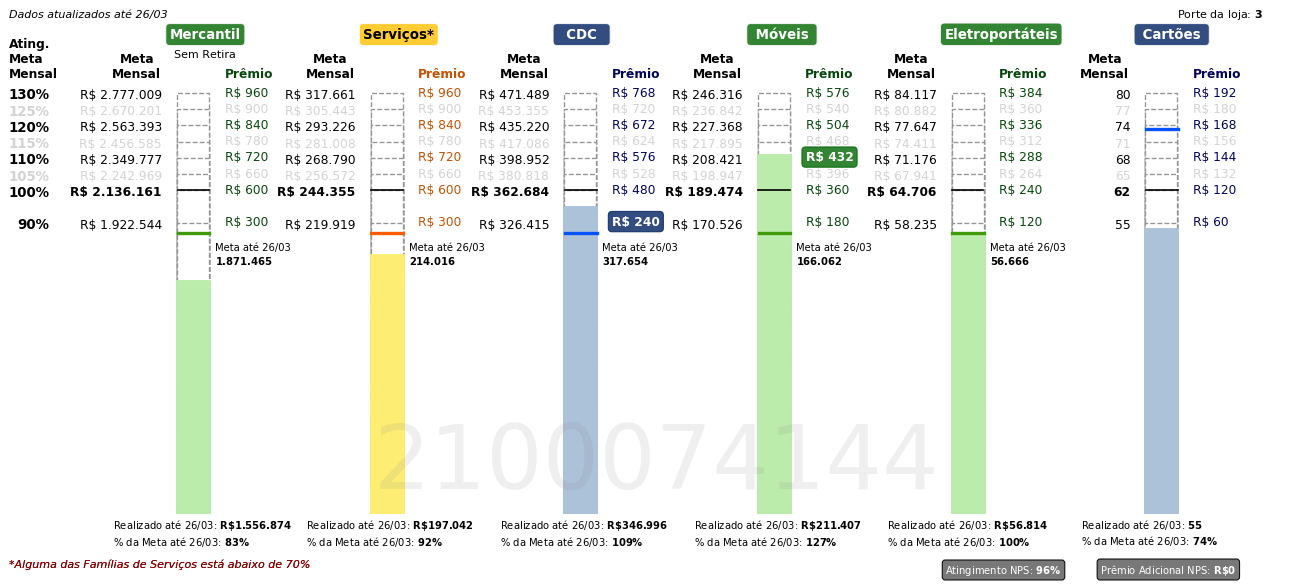 Dados atualizados até 26/03
Porte da loja: 3
Mercantil Serviços* CDC Móveis Eletroportáteis Cartões
Sem Retira
Ating. Meta Mensal
Meta Mensal Prêmio Meta Mensal Prêmio Meta Mensal Prêmio Meta Mensal Prêmio Meta Mensal Prêmio Meta Mensal Prêmio
130% R$ 2.777.009 R$ 960 R$ 317.661 R$ 960 R$ 471.489 R$ 768 R$ 246.316 R$ 576 R$ 84.117 R$ 384 80 R$ 192
125% R$ 2.670.201 R$ 900 R$ 305.443 R$ 900 R$ 453.355 R$ 720 R$ 236.842 R$ 540 R$ 80.882 R$ 360 77 R$ 180
120% R$ 2.563.393 R$ 840 R$ 293.226 R$ 840 R$ 435.220 R$ 672 R$ 227.368 R$ 504 R$ 77.647 R$ 336 74 R$ 168
115% R$ 2.456.585 R$ 780 R$ 281.008 R$ 780 R$ 417.086 R$ 624 R$ 217.895 R$ 468 R$ 74.411 R$ 312 71 R$ 156
110% R$ 2.349.777 R$ 720 R$ 268.790 R$ 720 R$ 398.952 R$ 576 R$ 208.421 R$ 432 R$ 71.176 R$ 288 68 R$ 144
105% R$ 2.242.969 R$ 660 R$ 256.572 R$ 660 R$ 380.818 R$ 528 R$ 198.947 R$ 396 R$ 67.941 R$ 264 65 R$ 132
100% R$ 2.136.161 R$ 600 R$ 244.355 R$ 600 R$ 362.684 R$ 480 R$ 189.474 R$ 360 R$ 64.706 R$ 240 62 R$ 120
90% R$ 1.922.544 R$ 300 R$ 219.919 R$ 300 R$ 326.415 R$ 240 R$ 170.526 R$ 180 R$ 58.235 R$ 120 55 R$ 60
Meta até 26/03 Meta até 26/03 Meta até 26/03 Meta até 26/03 Meta até 26/03
1.871.465 214.016 317.654 166.062 56.666
2100074144
Realizado até 26/03: R$1.556.874 Realizado até 26/03: R$197.042 Realizado até 26/03: R$346.996 Realizado até 26/03: R$211.407 Realizado até 26/03: R$56.814 Realizado até 26/03: 55
% da Meta até 26/03: 83% % da Meta até 26/03: 92% % da Meta até 26/03: 109% % da Meta até 26/03: 127% % da Meta até 26/03: 100% % da Meta até 26/03: 74%
*Alguma das Famílias de Serviços está abaixo de 70%
Atingimento NPS: 96% Prêmio Adicional NPS: R$0